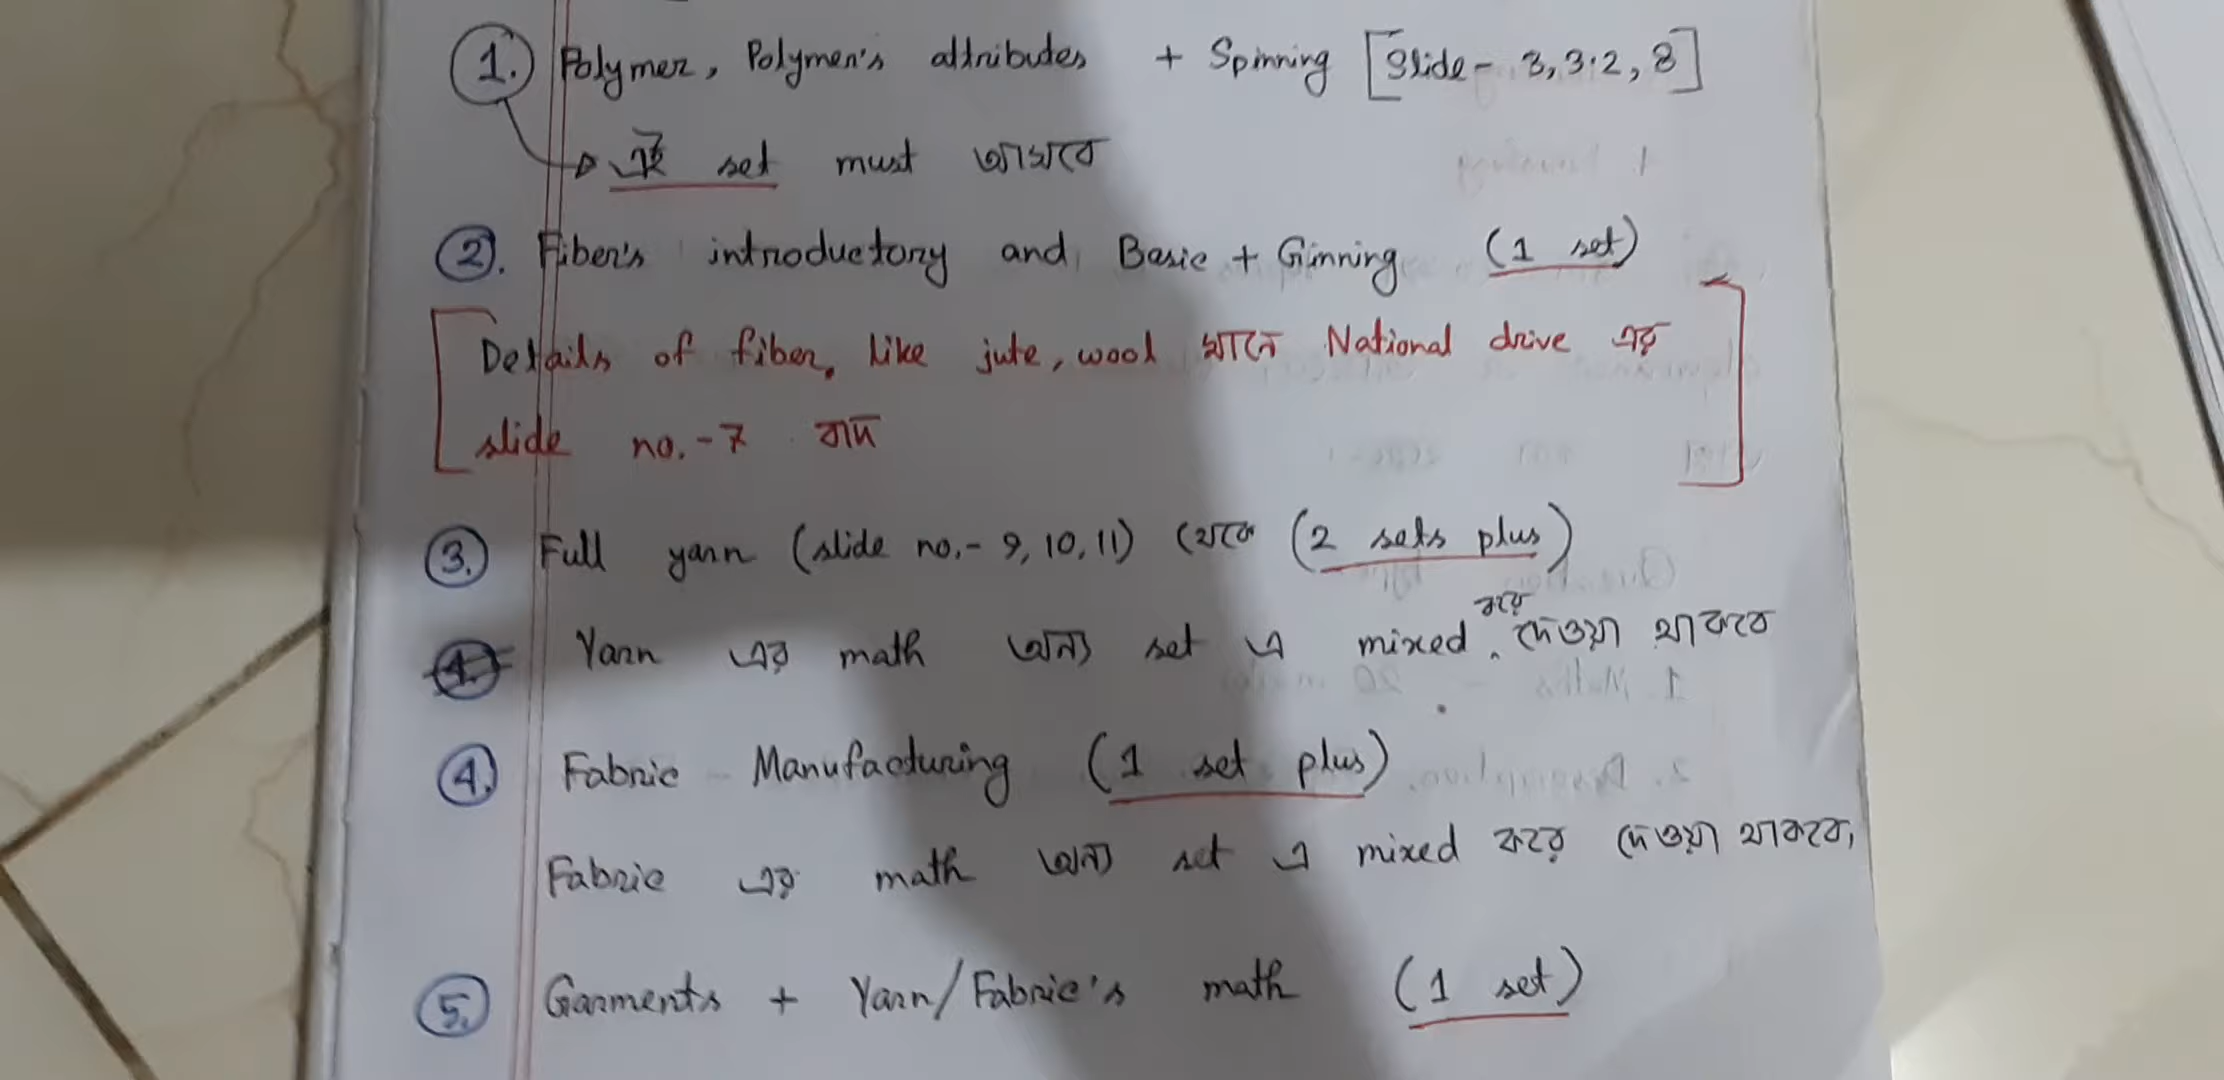 1. Polymer, Polymer's attributes + Spinning [Slide - 3, 3.2, 8]
এই set must আসবে
2. Fiber's introductory and Basic + Ginning (1 set)
[Details of fiber, like jute, wool মানে National drive এর
slide no. - 7 বাদ]
3. Full yarn (slide no. - 9, 10, 11) থেকে (2 sets plus)
Yarn এর math অন্য set এ mixed করে দেওয়া থাকবে
4. Fabric Manufacturing (1 set plus)
Fabric এর math অন্য set এ mixed করে দেওয়া থাকবে,
5. Garments + Yarn/Fabric's math (1 set)